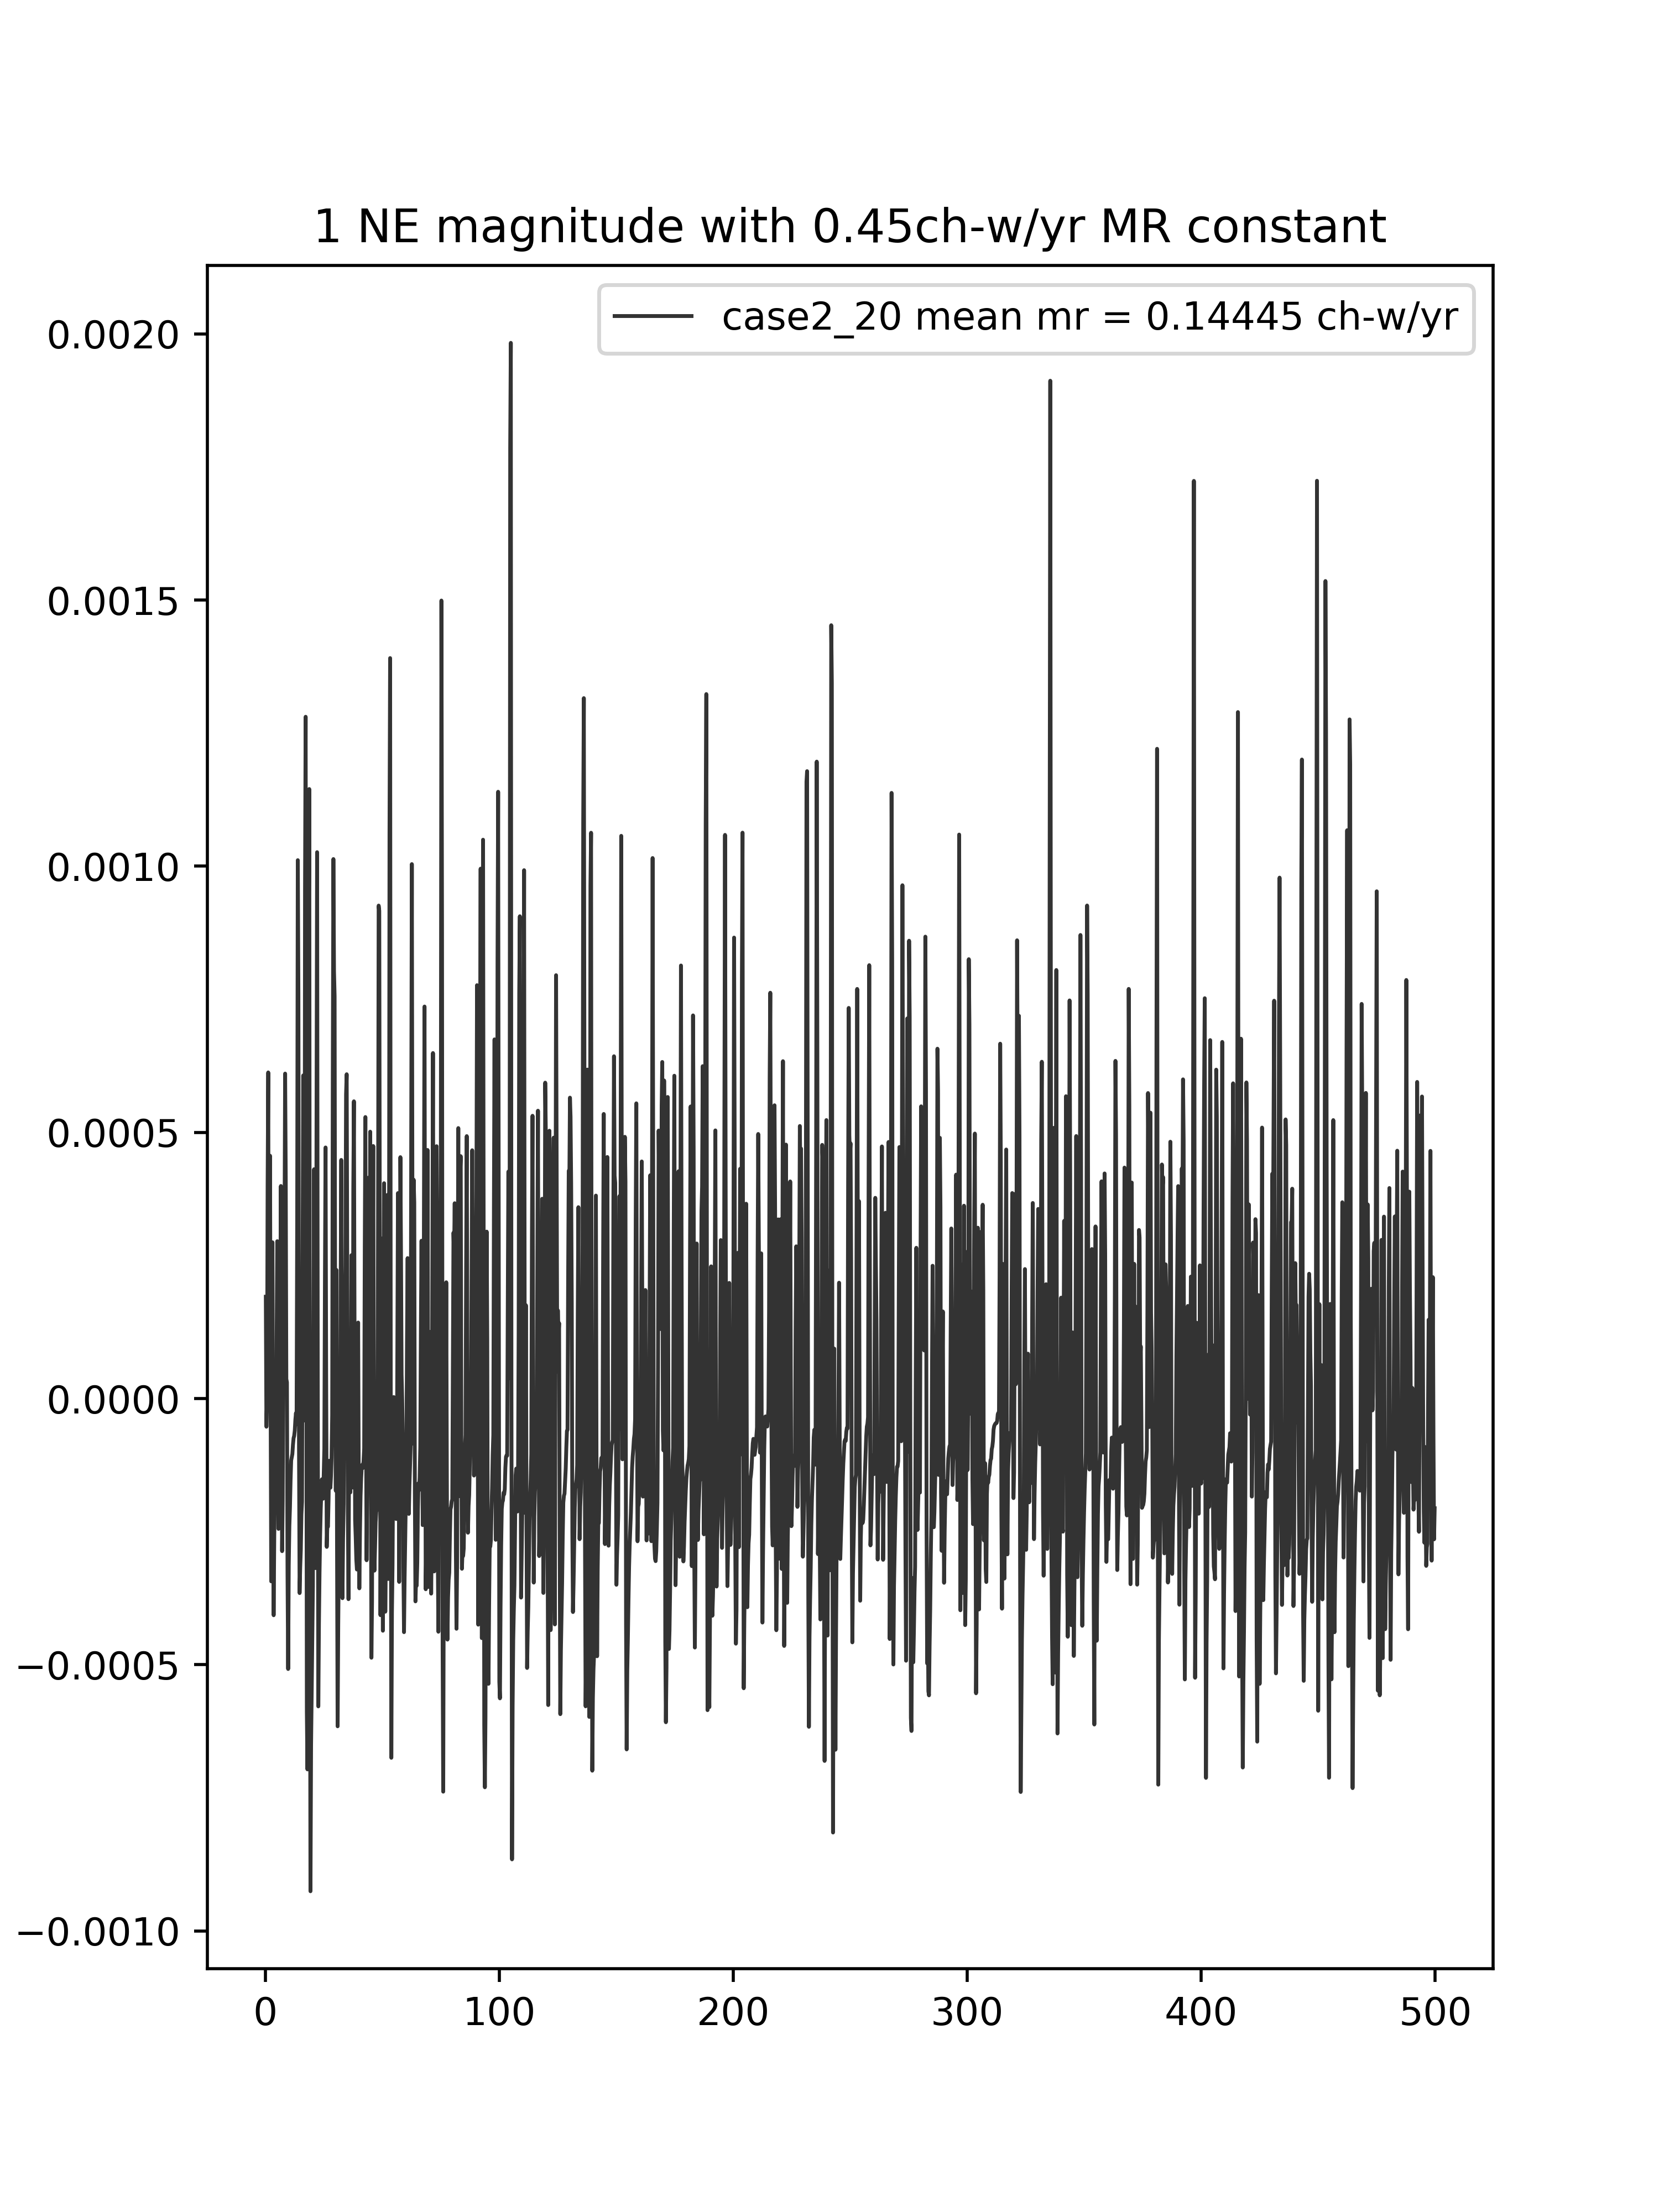 1 NE magnitude with 0.45ch-w/yr MR constant
case2_20 mean mr = 0.14445 ch-w/yr
0.0020
0.0015
0.0010
0.0005
0.0000
−0.0005
−0.0010
0 100 200 300 400 500